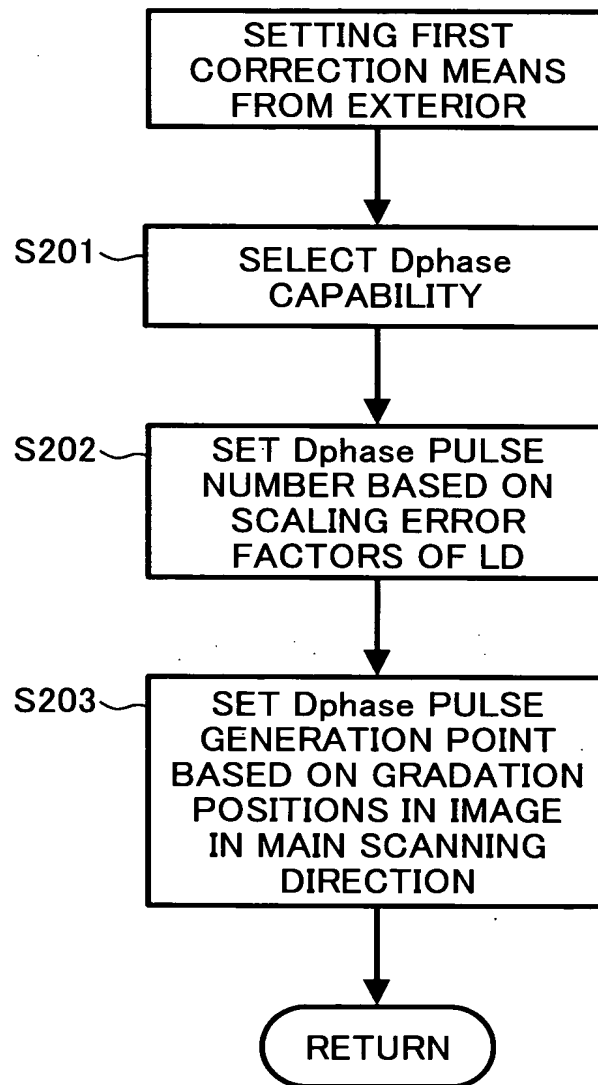 SETTING FIRST
CORRECTION MEANS
FROM EXTERIOR
S201
SELECT Dphase
CAPABILITY
S202
SET Dphase PULSE
NUMBER BASED ON
SCALING ERROR
FACTORS OF LD
S203
SET Dphase PULSE
GENERATION POINT
BASED ON GRADATION
POSITIONS IN IMAGE
IN MAIN SCANNING
DIRECTION
RETURN